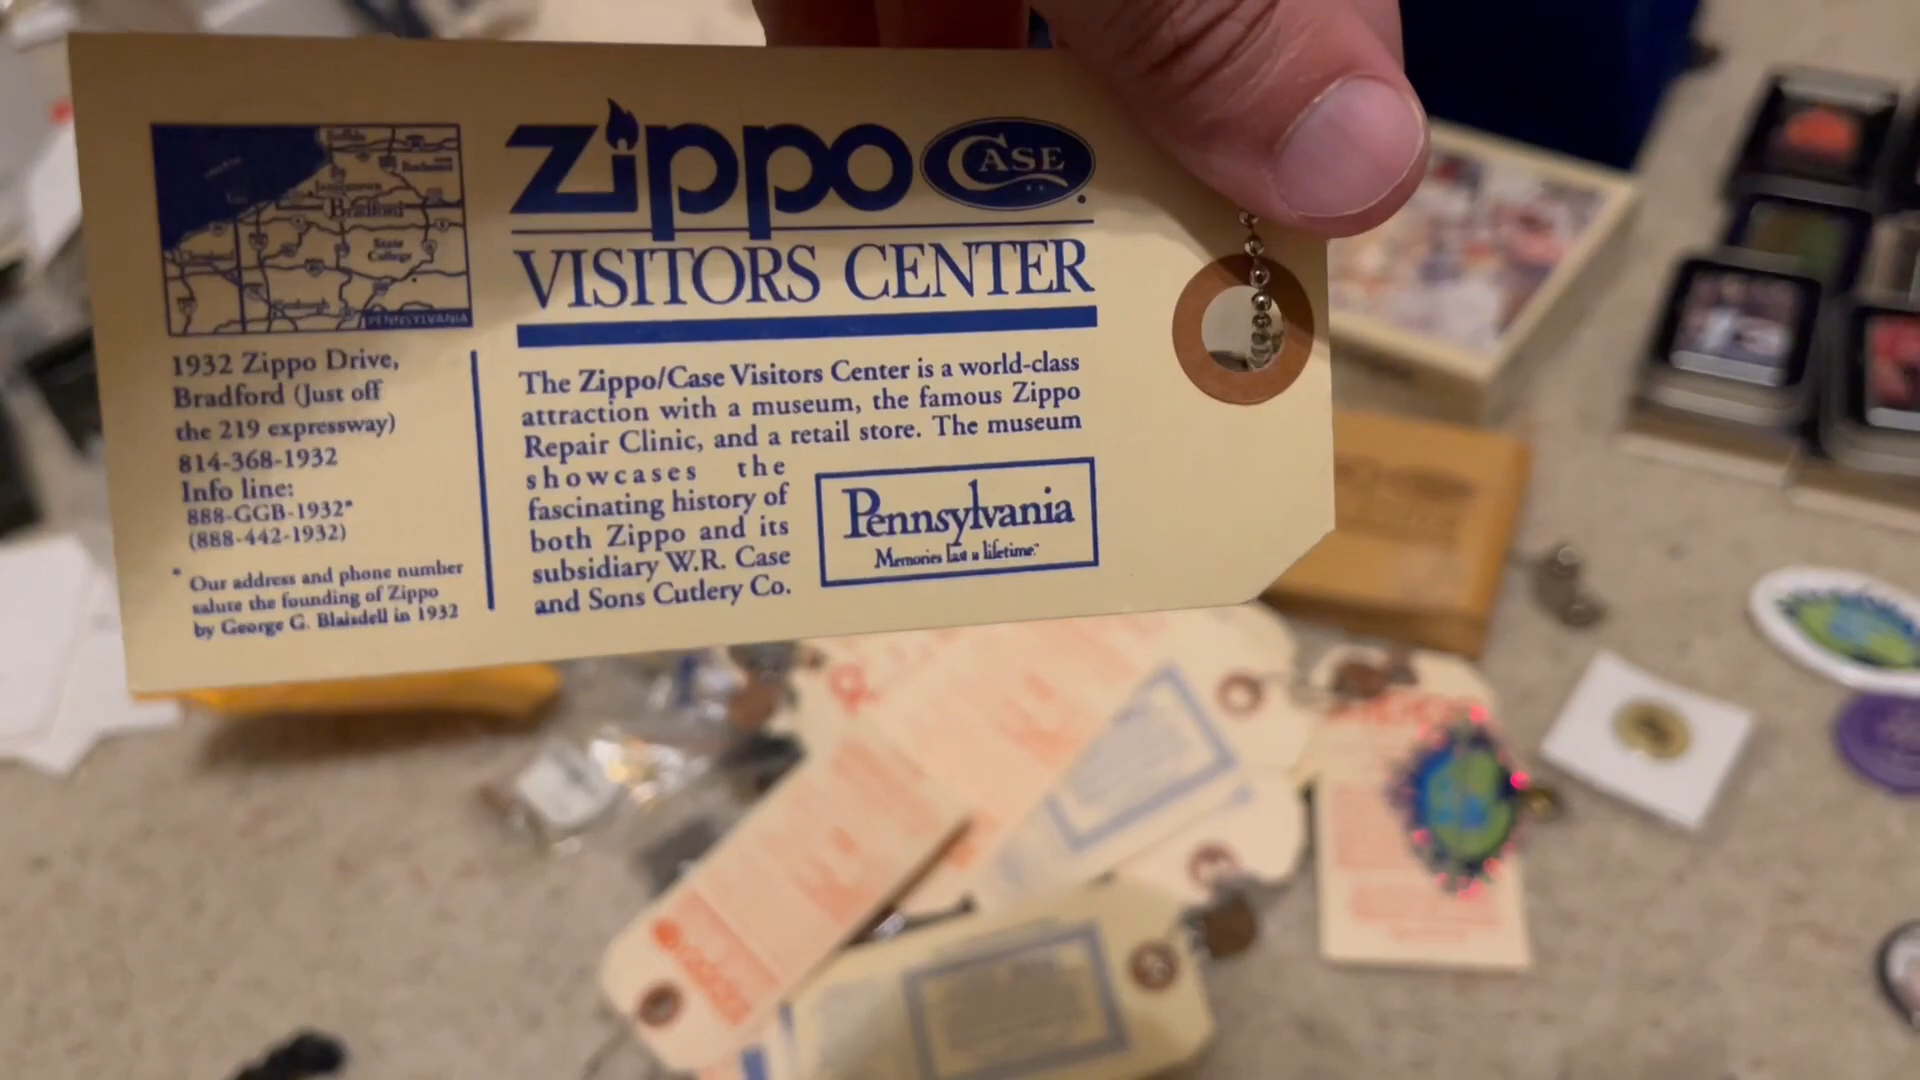 Zippo CASE
VISITORS CENTER
Jamestown
Bradford
State
College
PENNSYLVANIA
1932 Zippo Drive,
Bradford (Just off
the 219 expressway)
814-368-1932
Info line:
888-GGB-1932*
(888-442-1932)
* Our address and phone number
salute the founding of Zippo
by George G. Blaisdell in 1932
The Zippo/Case Visitors Center is a world-class
attraction with a museum, the famous Zippo
Repair Clinic, and a retail store. The museum
showcases the
fascinating history of
both Zippo and its
subsidiary W.R. Case
and Sons Cutlery Co.
Pennsylvania
Memories last a lifetime.